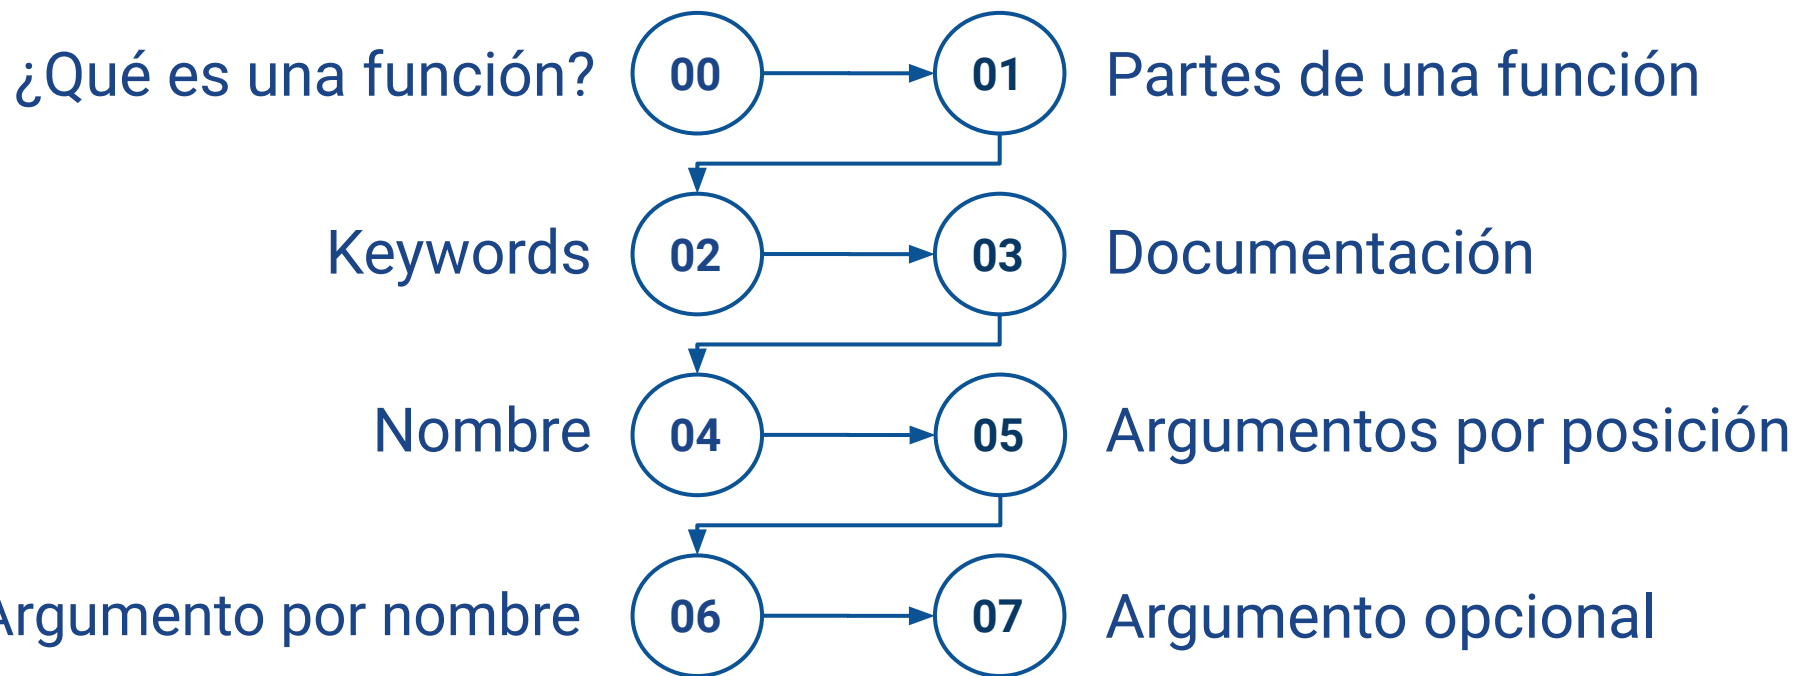 ¿Qué es una función? 00 01 Partes de una función
Keywords 02 03 Documentación
Nombre 04 05 Argumentos por posición
Argumento por nombre 06 07 Argumento opcional